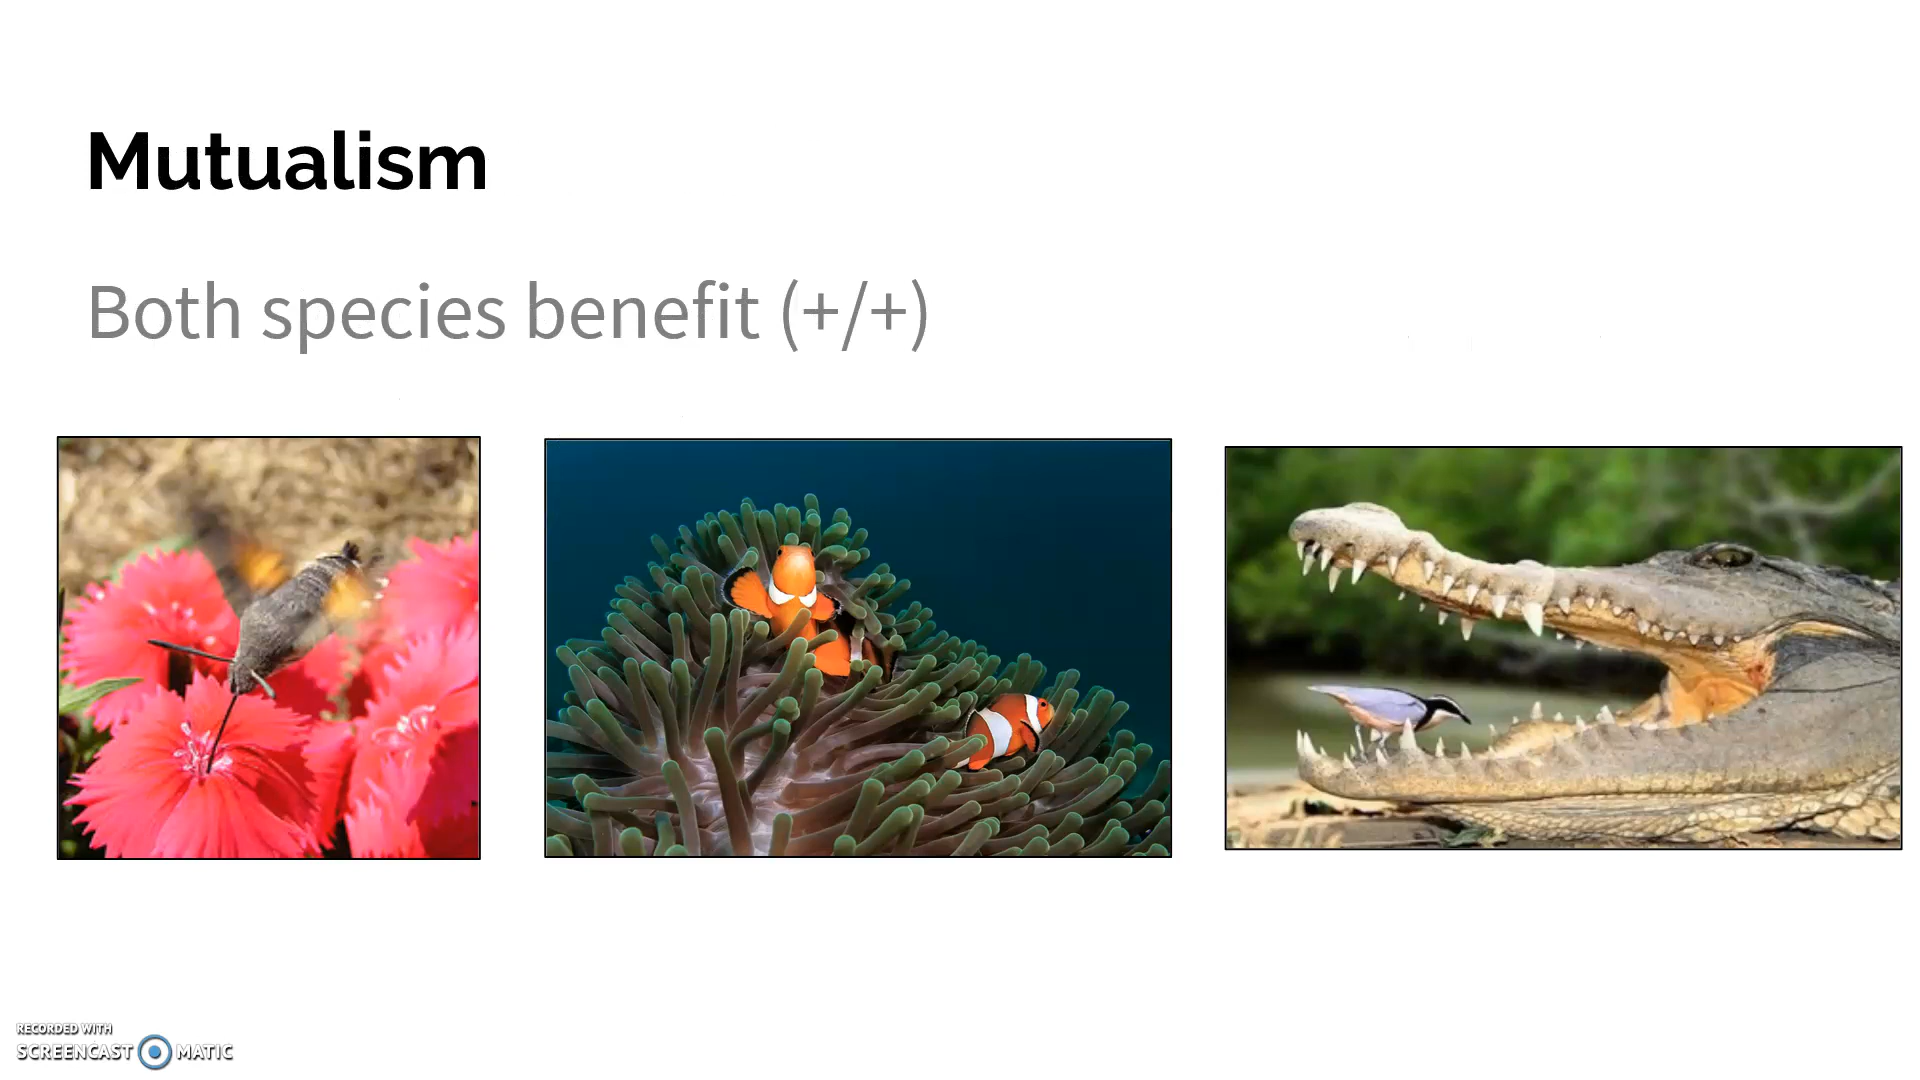 Mutualism
Both species benefit (+/+)
RECORDED WITH
SCREENCAST MATIC